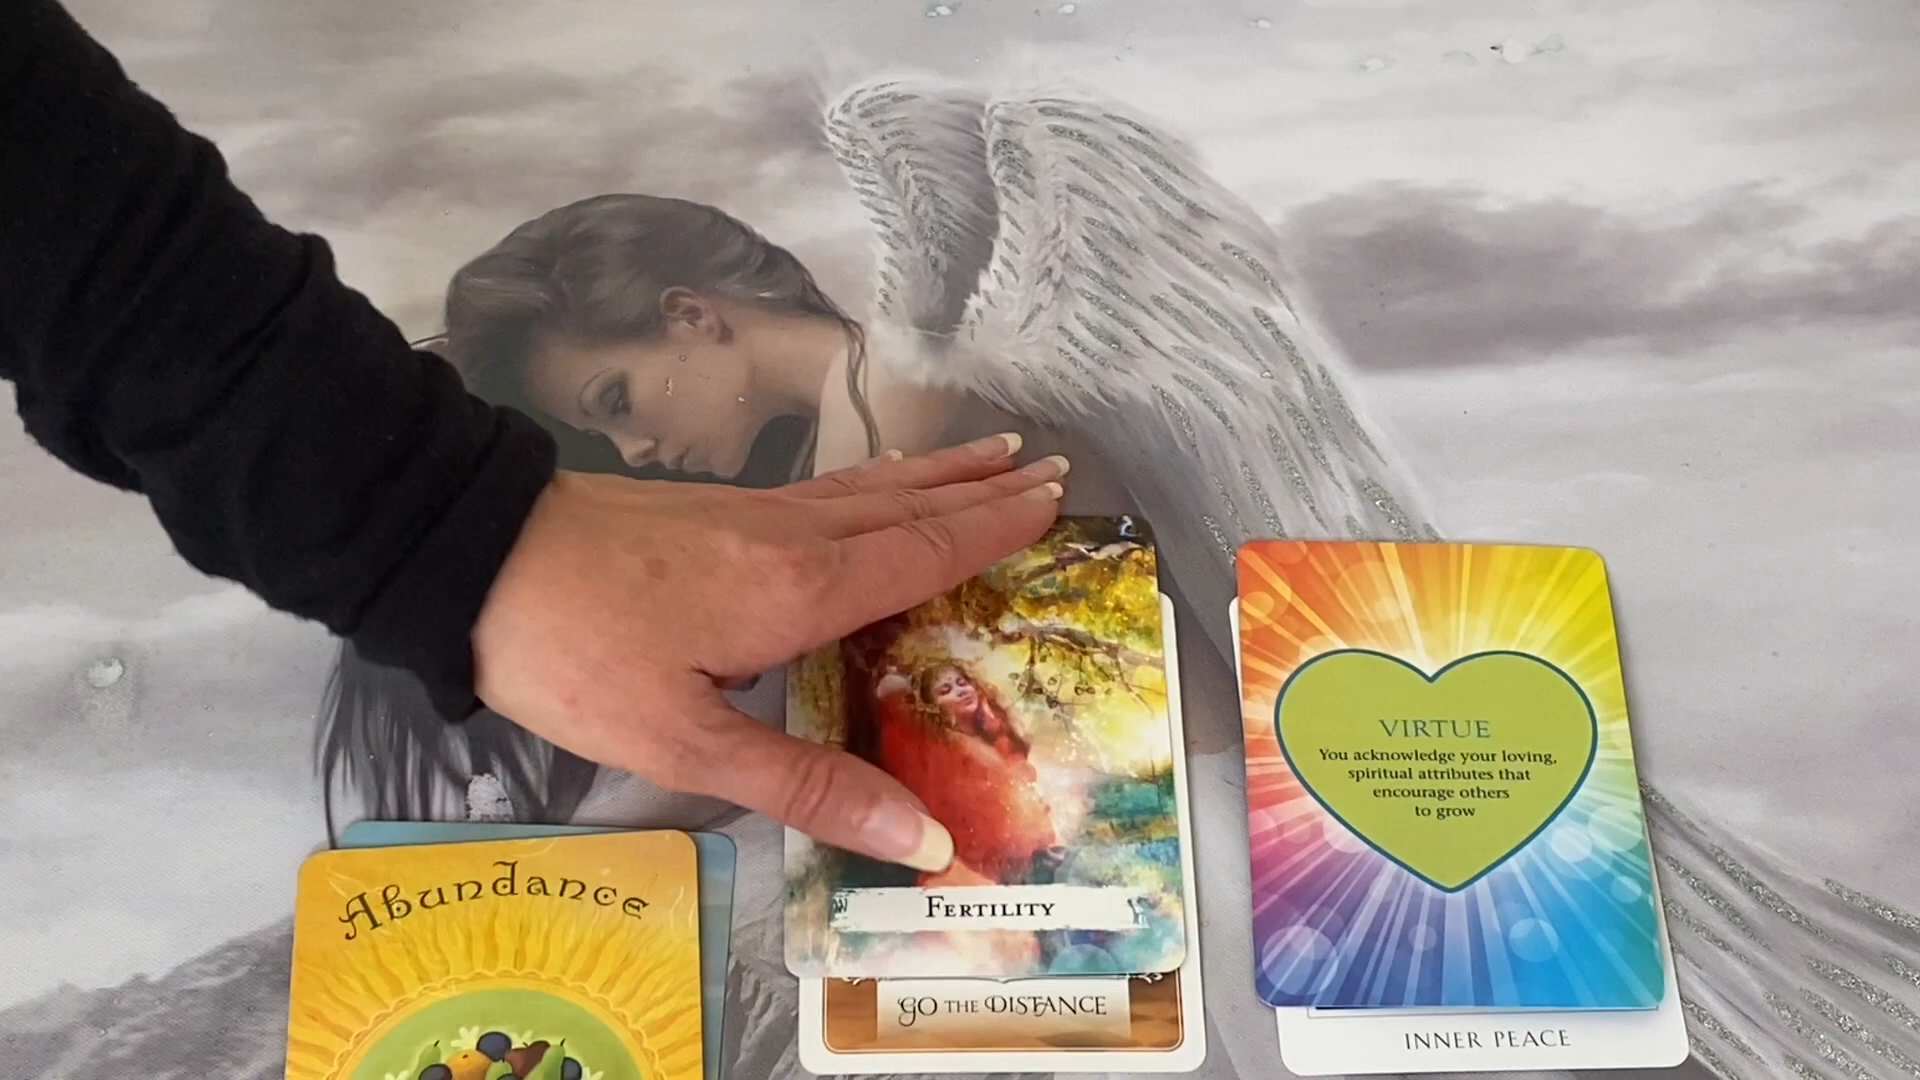 Abundance
FERTILITY
GO THE DISTANCE
VIRTUE
You acknowledge your loving,
spiritual attributes that
encourage others
to grow
INNER PEACE